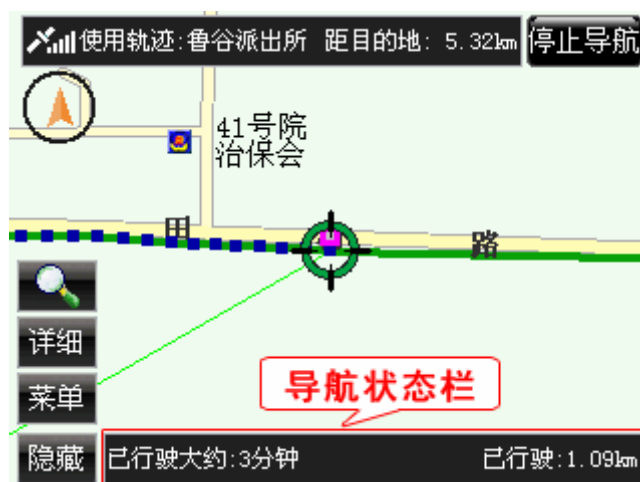 使用轨迹:鲁谷派出所 距目的地: 5.32km
停止导航
41号院
治保会
田 路
详细
导航状态栏
菜单
隐藏
已行驶大约:3分钟 已行驶:1.09km